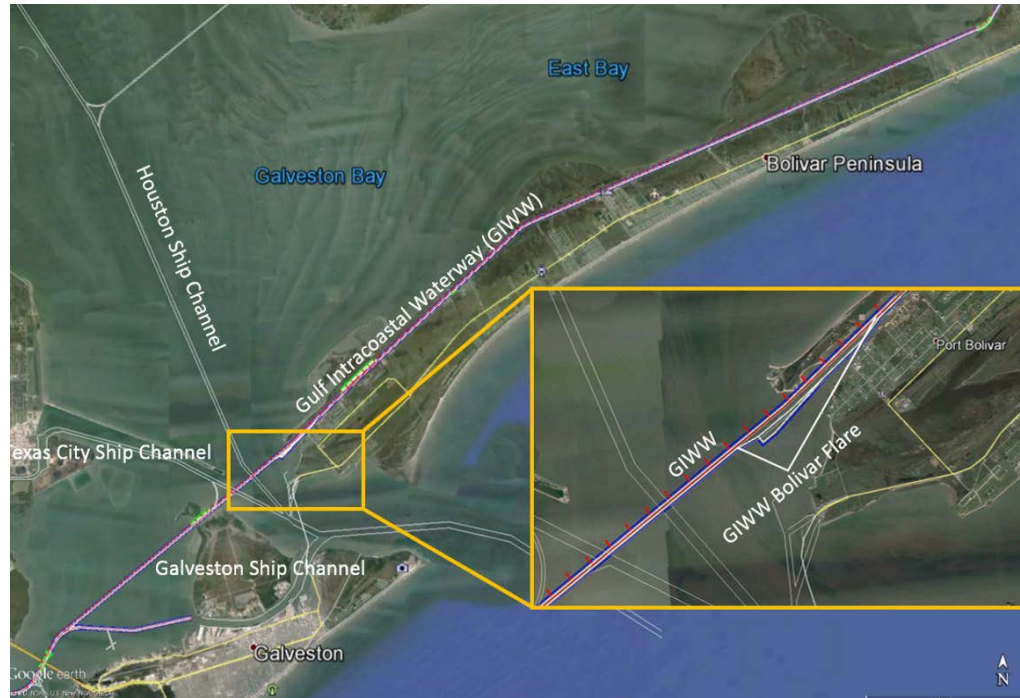 East Bay
Galveston Bay
Bolivar Peninsula
Houston Ship Channel
Gulf Intracoastal Waterway (GIWW)
Port Bolivar
GIWW
GIWW Bolivar Flare
exas City Ship Channel
Galveston Ship Channel
Galveston
Google earth
N